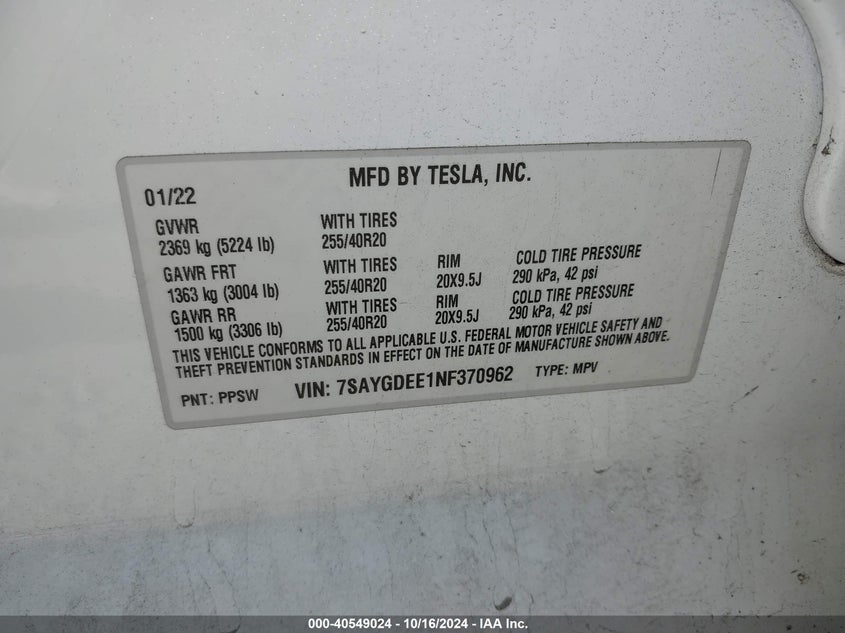 MFD BY TESLA, INC.
01/22
GVWR WITH TIRES
2369 kg (5224 lb) 255/40R20
GAWR FRT WITH TIRES RIM COLD TIRE PRESSURE
1363 kg (3004 lb) 255/40R20 20X9.5J 290 kPa, 42 psi
GAWR RR WITH TIRES RIM COLD TIRE PRESSURE
1500 kg (3306 lb) 255/40R20 20X9.5J 290 kPa, 42 psi
THIS VEHICLE CONFORMS TO ALL APPLICABLE U.S. FEDERAL MOTOR VEHICLE SAFETY AND
THEFT PREVENTION STANDARDS IN EFFECT ON THE DATE OF MANUFACTURE SHOWN ABOVE.
PNT: PPSW VIN: 7SAYGDEE1NF370962 TYPE: MPV
000-40549024 - 10/16/2024 - IAA Inc.